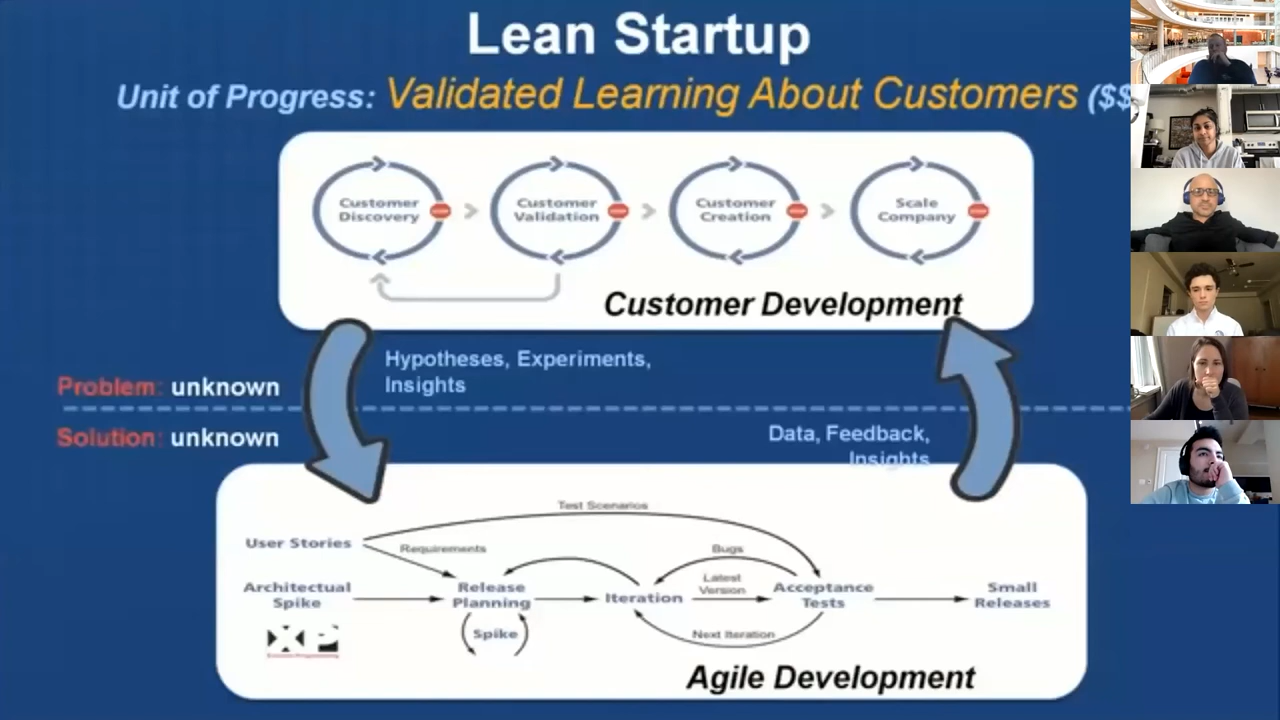 Lean Startup
Unit of Progress: Validated Learning About Customers ($$
Customer
Discovery
Customer
Validation
Customer
Creation
Scale
Company
Customer Development
Hypotheses, Experiments,
Insights
Problem: unknown
Solution: unknown
Data, Feedback,
Insights
Test Scenarios
User Stories
Requirements
Bugs
Architectual
Spike
Release
Planning
Iteration
Latest
Version
Acceptance
Tests
Small
Releases
XP
Spike
Next Iteration
Agile Development